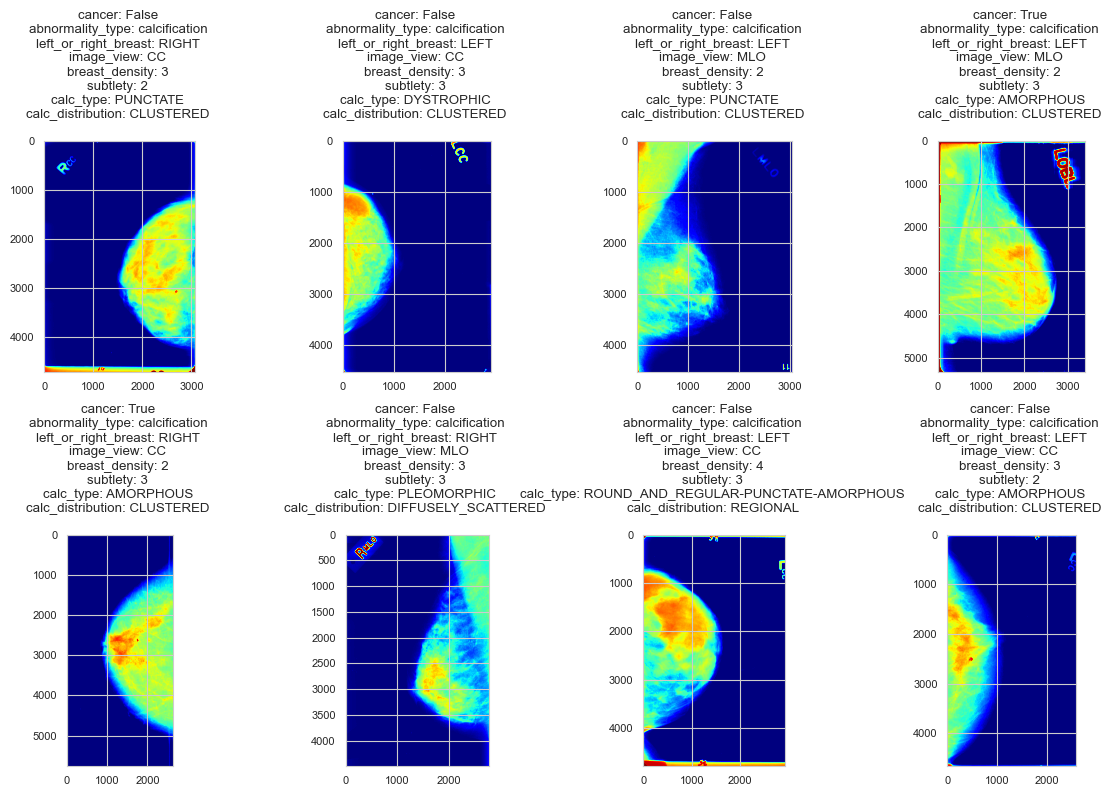 cancer: False
abnormality_type: calcification
left_or_right_breast: RIGHT
image_view: CC
breast_density: 3
subtlety: 2
calc_type: PUNCTATE
calc_distribution: CLUSTERED
0
1000
2000
3000
4000
0 1000 2000 3000
cancer: False
abnormality_type: calcification
left_or_right_breast: LEFT
image_view: CC
breast_density: 3
subtlety: 3
calc_type: DYSTROPHIC
calc_distribution: CLUSTERED
CC
0
1000
2000
3000
4000
0 1000 2000
cancer: False
abnormality_type: calcification
left_or_right_breast: LEFT
image_view: MLO
breast_density: 2
subtlety: 3
calc_type: PUNCTATE
calc_distribution: CLUSTERED
0
1000
2000
3000
4000
0 1000 2000 3000
cancer: True
abnormality_type: calcification
left_or_right_breast: LEFT
image_view: MLO
breast_density: 2
subtlety: 3
calc_type: AMORPHOUS
calc_distribution: CLUSTERED
0
1000
2000
3000
4000
5000
0 1000 2000 3000
cancer: True
abnormality_type: calcification
left_or_right_breast: RIGHT
image_view: CC
breast_density: 2
subtlety: 3
calc_type: AMORPHOUS
calc_distribution: CLUSTERED
0
1000
2000
3000
4000
5000
0 1000 2000
cancer: False
abnormality_type: calcification
left_or_right_breast: RIGHT
image_view: MLO
breast_density: 3
subtlety: 3
calc_type: PLEOMORPHIC
calc_distribution: DIFFUSELY_SCATTERED
0
500
1000
1500
2000
2500
3000
3500
4000
0 2000
cancer: False
abnormality_type: calcification
left_or_right_breast: LEFT
image_view: CC
breast_density: 4
subtlety: 3
calc_type: ROUND_AND_REGULAR-PUNCTATE-AMORPHOUS
calc_distribution: REGIONAL
0
1000
2000
3000
4000
0 2000
cancer: False
abnormality_type: calcification
left_or_right_breast: LEFT
image_view: CC
breast_density: 3
subtlety: 2
calc_type: AMORPHOUS
calc_distribution: CLUSTERED
0
1000
2000
3000
4000
0 2000